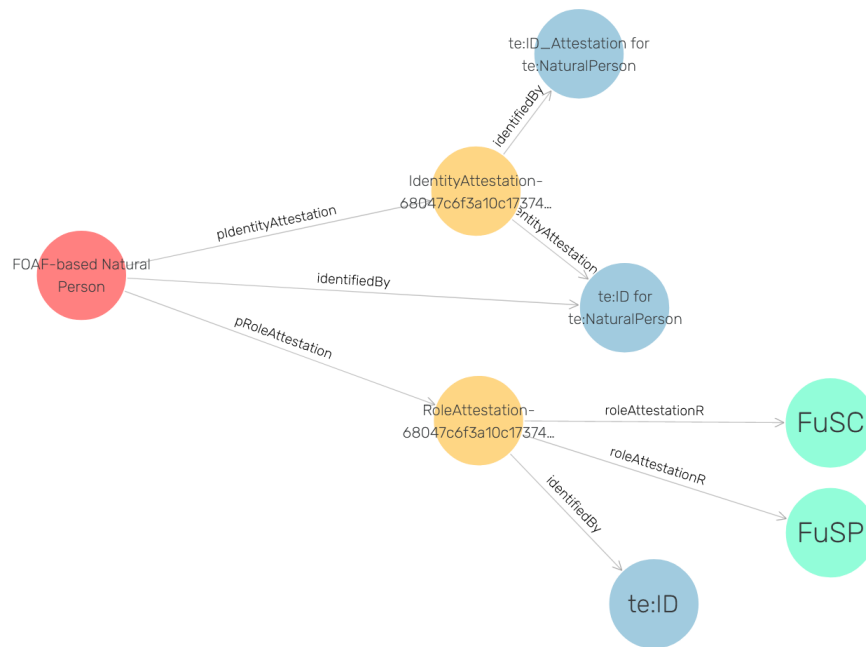 te:ID_Attestation for
te:NaturalPerson
identifiedBy
IdentityAttestation-
68047c6f3a10c17374...
pIdentityAttestation
entityAttestation
FOAF-based Natural
Person
identifiedBy
te:ID for
te:NaturalPerson
pRoleAttestation
RoleAttestation-
68047c6f3a10c17374...
roleAttestationR
FuSC
roleAttestationR
identifiedBy
FuSP
te:ID